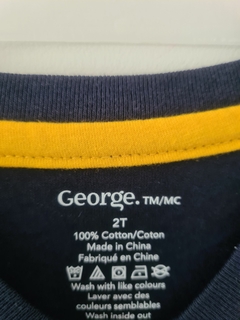 George. TM/MC
2T
100% Cotton/Coton
Made in China
Fabriqué en Chine
Wash with like colours
Laver avec des
couleurs semblables
Wash inside out